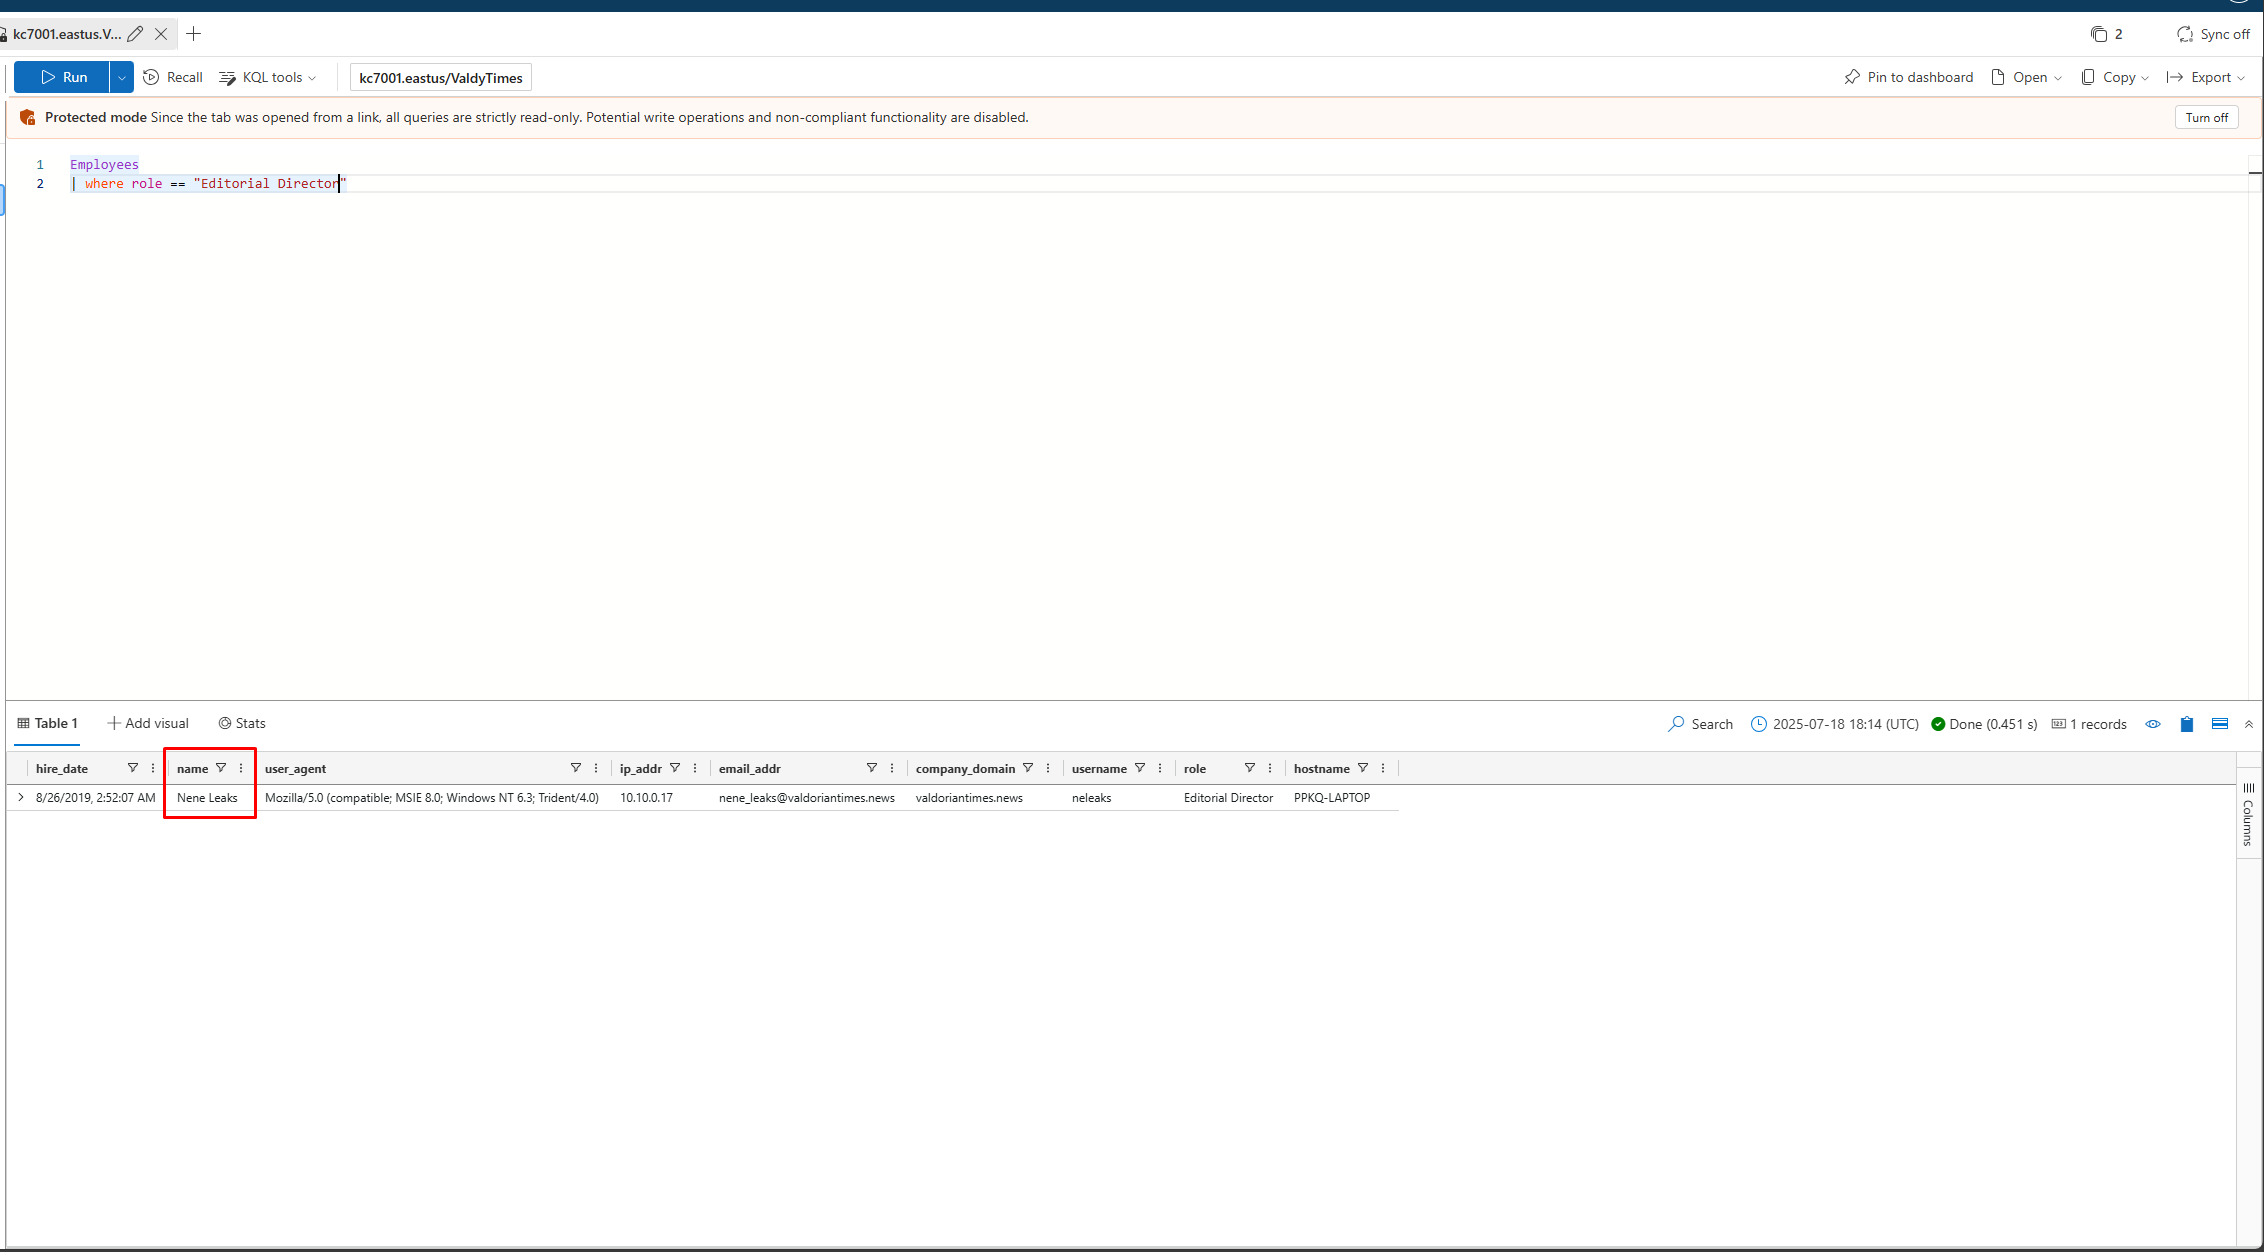 kc7001.eastus.V...
2
Sync off
Run
Recall
KQL tools
kc7001.eastus/ValdyTimes
Pin to dashboard
Open
Copy
Export
Protected mode Since the tab was opened from a link, all queries are strictly read-only. Potential write operations and non-compliant functionality are disabled.
Turn off
1 Employees
2 | where role == "Editorial Director"
Table 1
Add visual
Stats
Search
2025-07-18 18:14 (UTC)
Done (0.451 s)
1 records
hire_date name user_agent ip_addr email_addr company_domain username role hostname
8/26/2019, 2:52:07 AM Nene Leaks Mozilla/5.0 (compatible; MSIE 8.0; Windows NT 6.3; Trident/4.0) 10.10.0.17 nene_leaks@valdoriantimes.news valdoriantimes.news neleaks Editorial Director PPKQ-LAPTOP
Columns